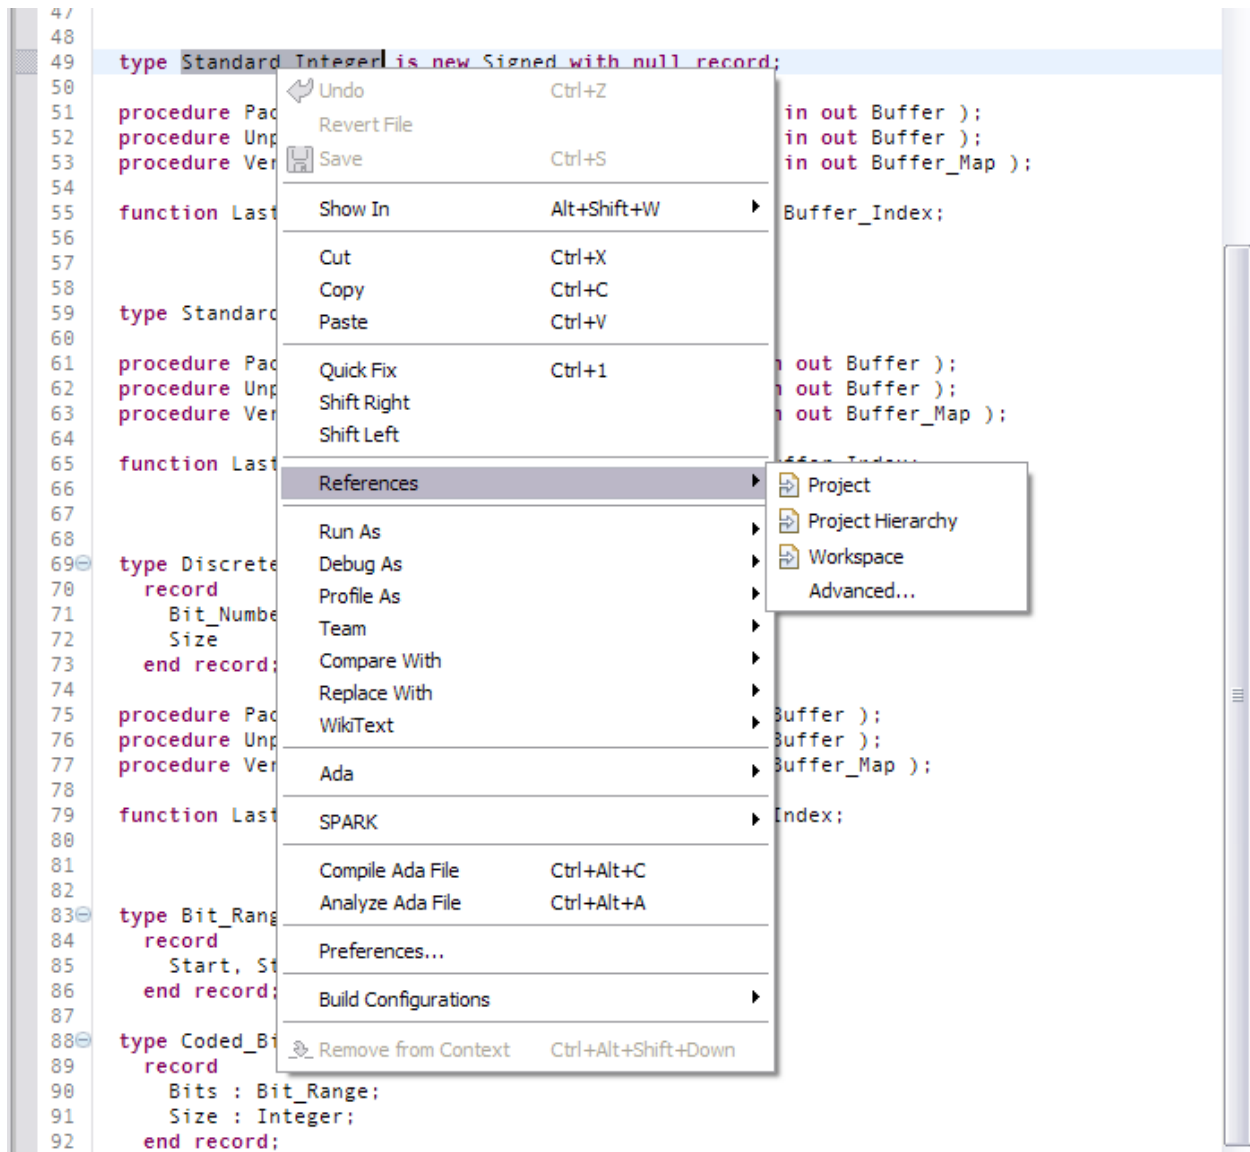 47
48
49 type Standard_Integer is new Signed with null record;
50
51 procedure Pac in out Buffer );
52 procedure Unp in out Buffer );
53 procedure Ver in out Buffer_Map );
54
55 function Last Buffer_Index;
56
57
58
59 type Standard
60
61 procedure Pac out Buffer );
62 procedure Unp out Buffer );
63 procedure Ver out Buffer_Map );
64
65 function Last
66
67
68
69 type Discrete
70 record
71 Bit_Numbe
72 Size
73 end record;
74
75 procedure Pac Buffer );
76 procedure Unp Buffer );
77 procedure Ver Buffer_Map );
78
79 function Last Index;
80
81
82
83 type Bit_Rang
84 record
85 Start, St
86 end record;
87
88 type Coded_Bi
89 record
90 Bits : Bit_Range;
91 Size : Integer;
92 end record;
Undo Ctrl+Z
Revert File
Save Ctrl+S
Show In Alt+Shift+W
Cut Ctrl+X
Copy Ctrl+C
Paste Ctrl+V
Quick Fix Ctrl+1
Shift Right
Shift Left
References
Run As
Debug As
Profile As
Team
Compare With
Replace With
WikiText
Ada
SPARK
Compile Ada File Ctrl+Alt+C
Analyze Ada File Ctrl+Alt+A
Preferences...
Build Configurations
Remove from Context Ctrl+Alt+Shift+Down
Project
Project Hierarchy
Workspace
Advanced...